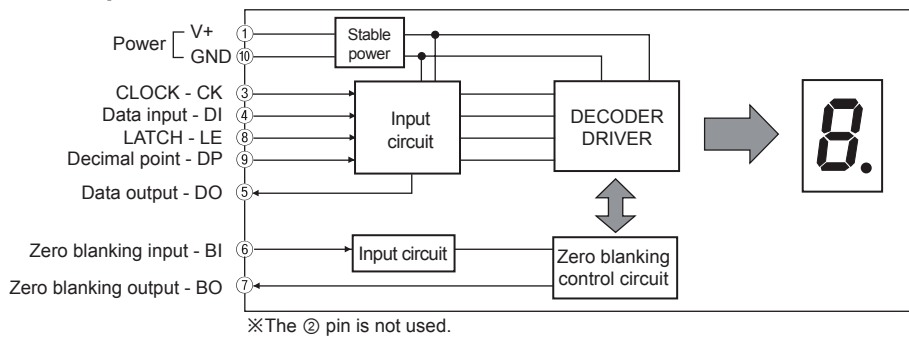 Power
V+
①
GND
⑩
Stable
power
CLOCK - CK
③
Data input - DI
④
LATCH - LE
⑧
Decimal point - DP
⑨
Input
circuit
DECODER
DRIVER
8.
Data output - DO
⑤
Zero blanking input - BI
⑥
Input circuit
Zero blanking
control circuit
Zero blanking output - BO
⑦
※The ② pin is not used.